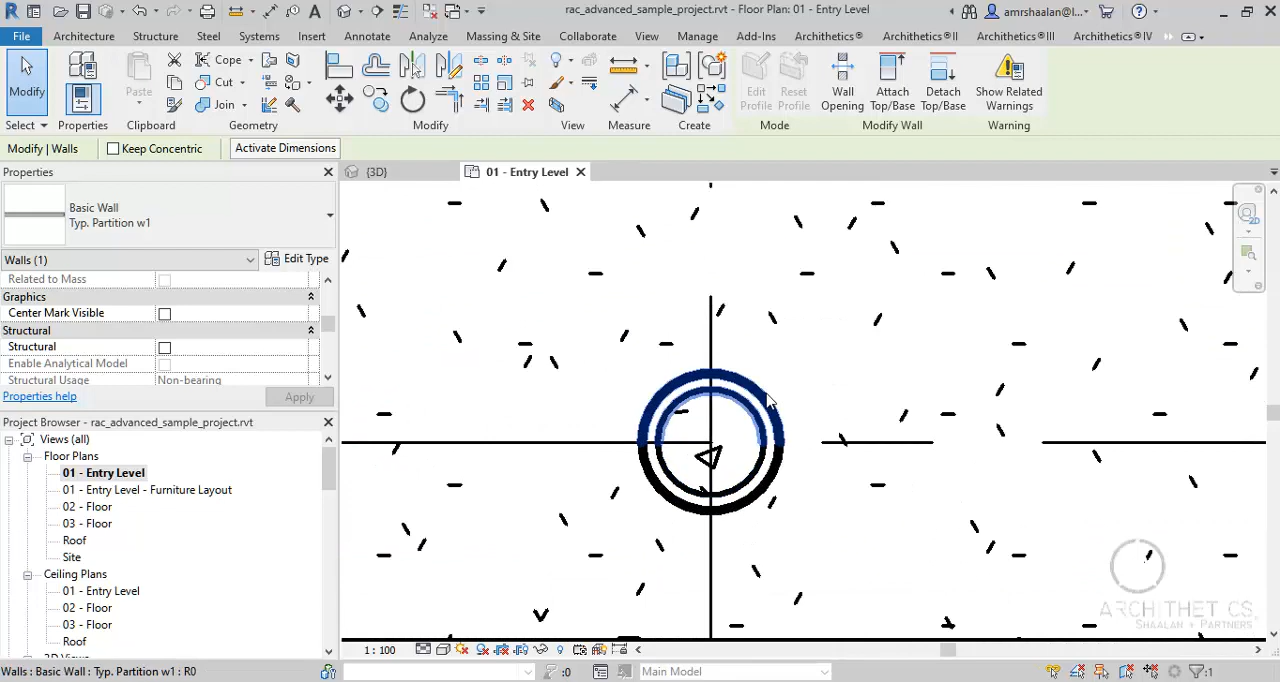 rac_advanced_sample_project.rvt - Floor Plan: 01 - Entry Level
amrshaalan@l...
File Architecture Structure Steel Systems Insert Annotate Analyze Massing & Site Collaborate View Manage Add-Ins Archithetics® Archithetics®II Archithetics®III Archithetics®IV
Modify
Paste
Cope
Cut
Join
Edit Profile
Reset Profile
Wall Opening
Attach Top/Base
Detach Top/Base
Show Related Warnings
Select Properties Clipboard Geometry Modify View Measure Create Mode Modify Wall Warning
Modify | Walls Keep Concentric Activate Dimensions
Properties
{3D}
01 - Entry Level
Basic Wall
Typ. Partition w1
Walls (1) Edit Type
Related to Mass
Graphics
Center Mark Visible
Structural
Structural
Enable Analytical Model
Structural Usage Non-bearing
Properties help Apply
Project Browser - rac_advanced_sample_project.rvt
Views (all)
Floor Plans
01 - Entry Level
01 - Entry Level - Furniture Layout
02 - Floor
03 - Floor
Roof
Site
Ceiling Plans
01 - Entry Level
02 - Floor
03 - Floor
Roof
2D
ARCHITHETICS.
SHAALAN + PARTNERS
1 : 100
Walls : Basic Wall : Typ. Partition w1 : R0
:0
Main Model
:1